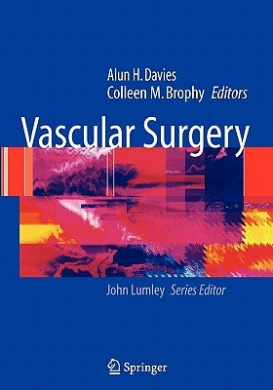 Alun H. Davies
Colleen M. Brophy Editors
Vascular Surgery
John Lumley Series Editor
Springer